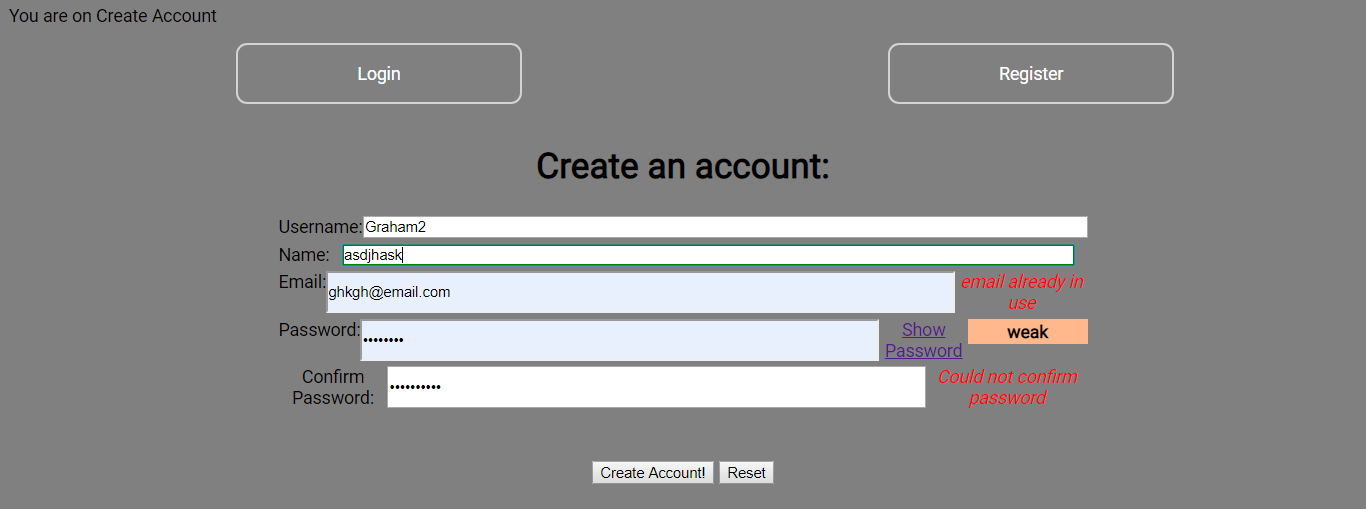 You are on Create Account
Login
Register
Create an account:
Username: Graham2
Name: asdjhask
Email: ghkgh@email.com email already in
use
Password: •••••••• Show weak
Password
Confirm •••••••••• Could not confirm
Password: password
Create Account! Reset